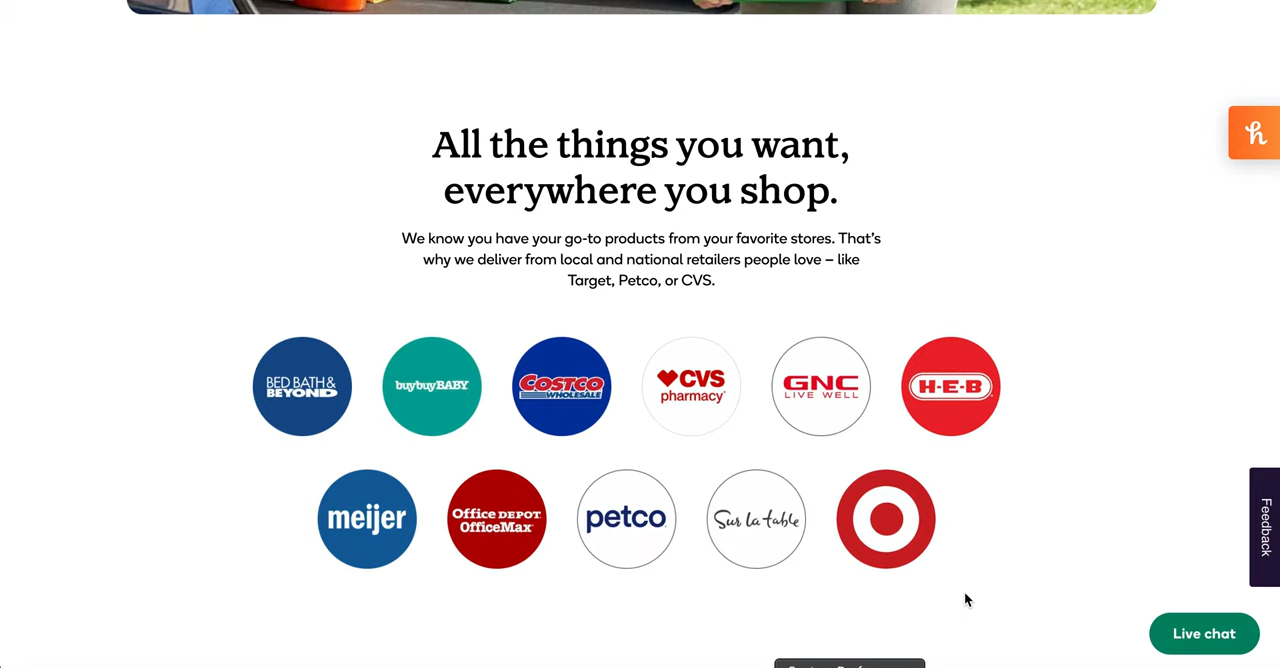 All the things you want,
everywhere you shop.
We know you have your go-to products from your favorite stores. That's
why we deliver from local and national retailers people love – like
Target, Petco, or CVS.
BED BATH &
BEYOND
buybuy BABY
COSTCO
WHOLESALE
CVS
pharmacy
GNC
LIVE WELL
H-E-B
meijer
Office DEPOT
OfficeMax
petco
Sur la table
Feedback
Live chat